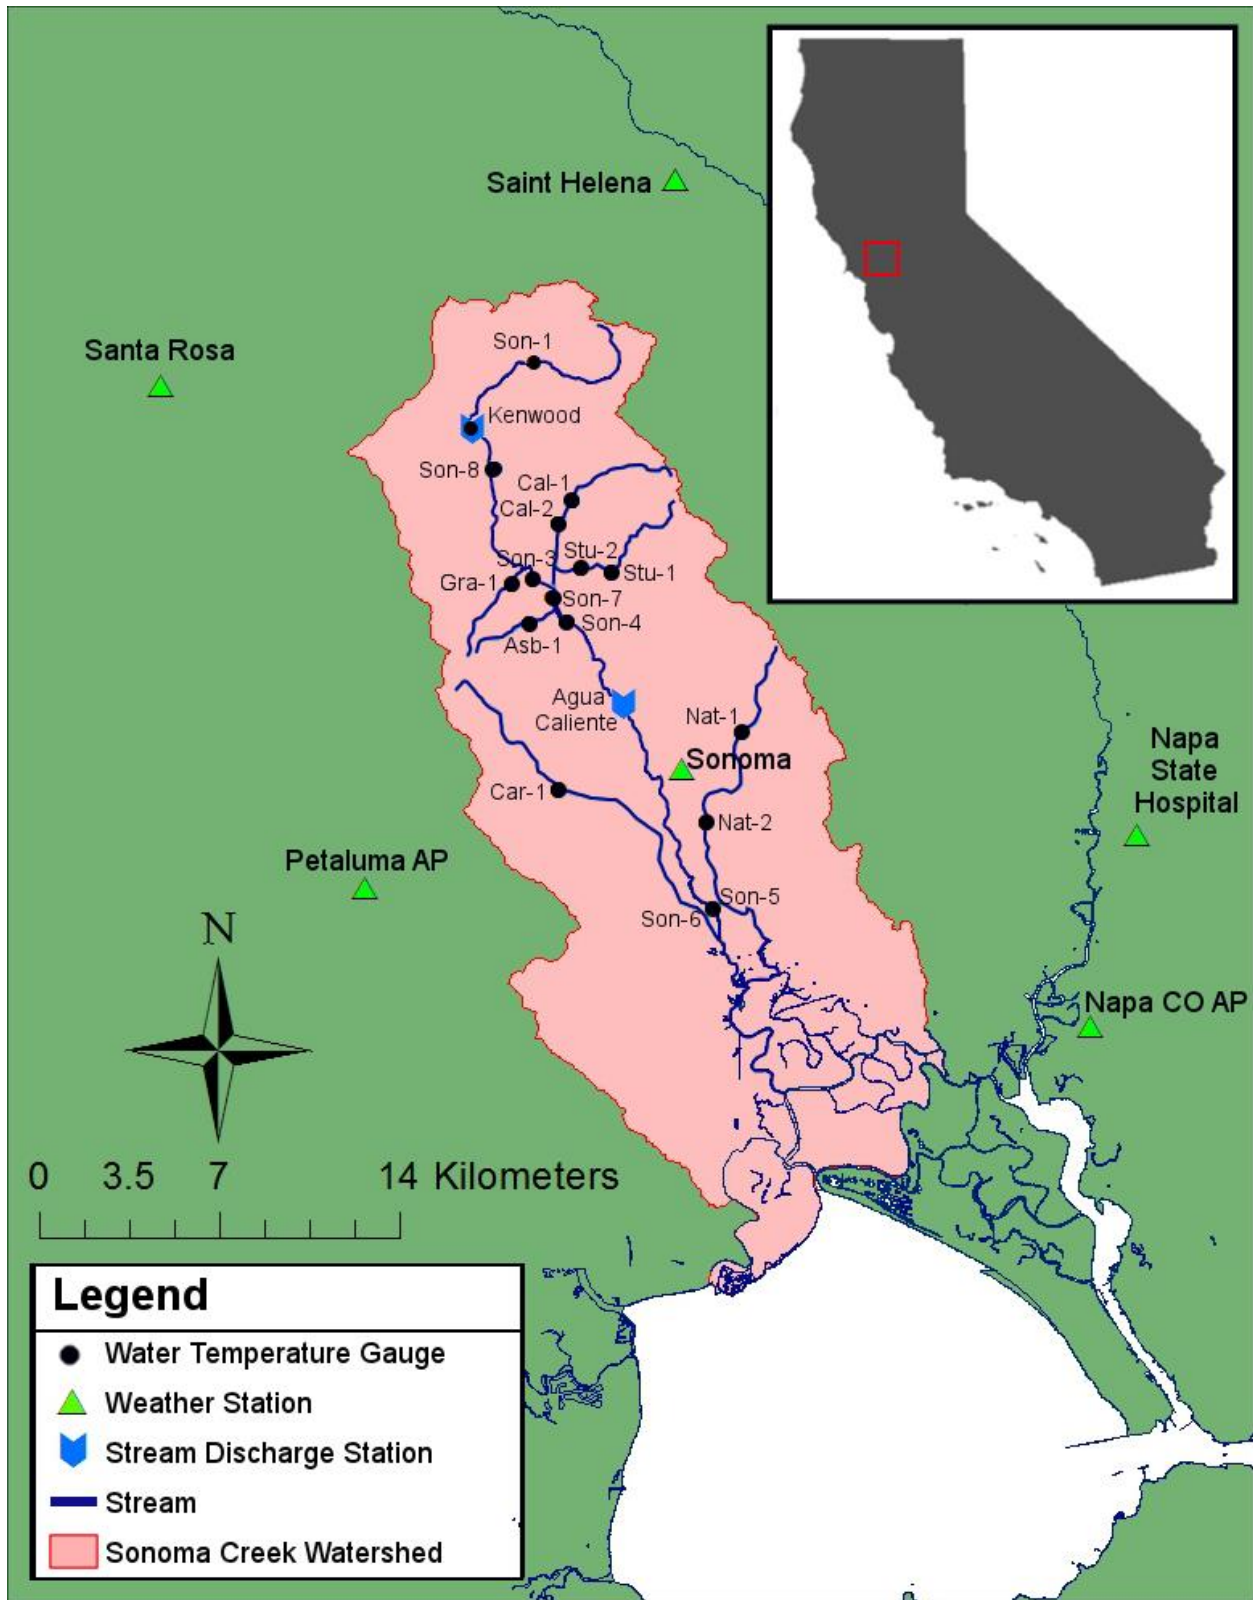 Saint Helena
Santa Rosa
Son-1
Kenwood
Son-8
Cal-1
Cal-2
Stu-2
Son-3
Stu-1
Gra-1
Son-7
Son-4
Asb-1
Agua
Caliente
Nat-1
Sonoma
Napa
State
Hospital
Car-1
Nat-2
Petaluma AP
Son-5
Son-6
N
Napa CO AP
0 3.5 7 14 Kilometers
Legend
Water Temperature Gauge
Weather Station
Stream Discharge Station
Stream
Sonoma Creek Watershed